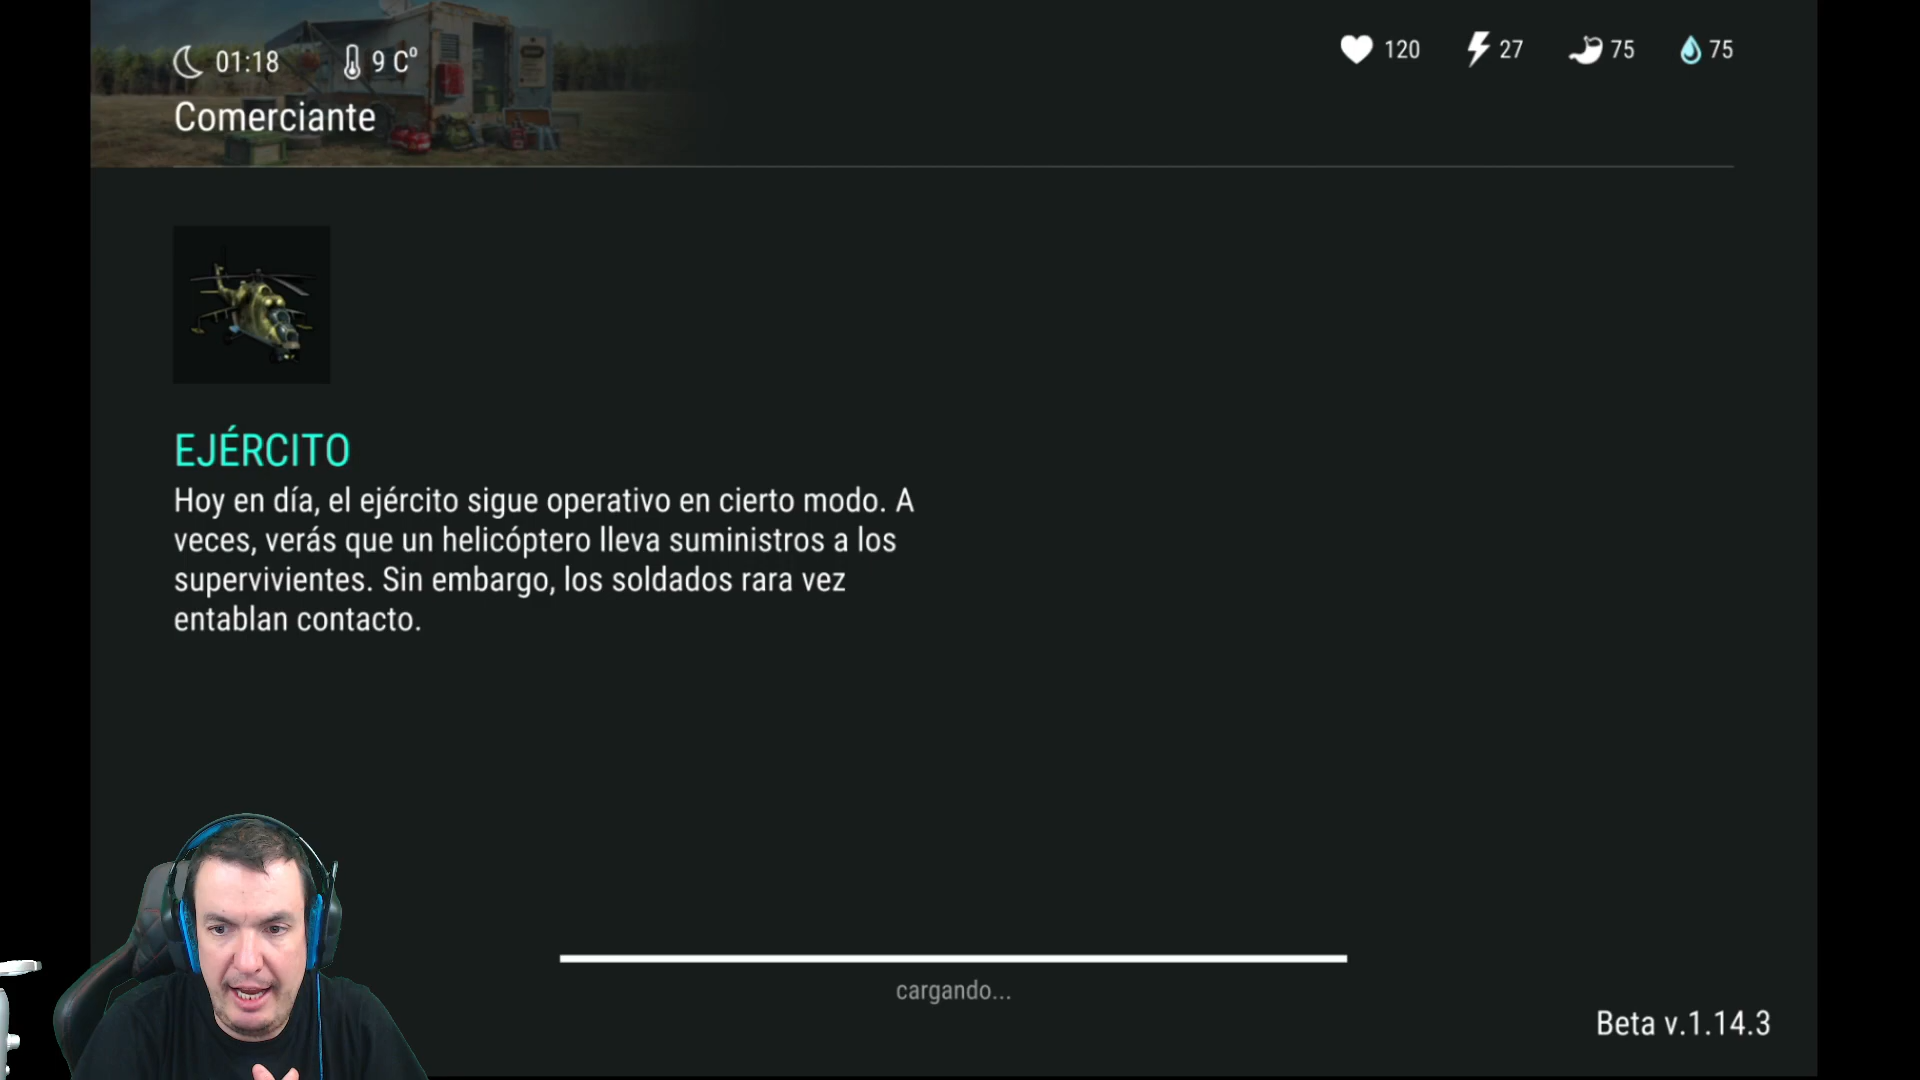 01:18
9 Cº
120
27
75
75
Comerciante
EJÉRCITO
Hoy en día, el ejército sigue operativo en cierto modo. A
veces, verás que un helicóptero lleva suministros a los
supervivientes. Sin embargo, los soldados rara vez
entablan contacto.
cargando...
Beta v.1.14.3